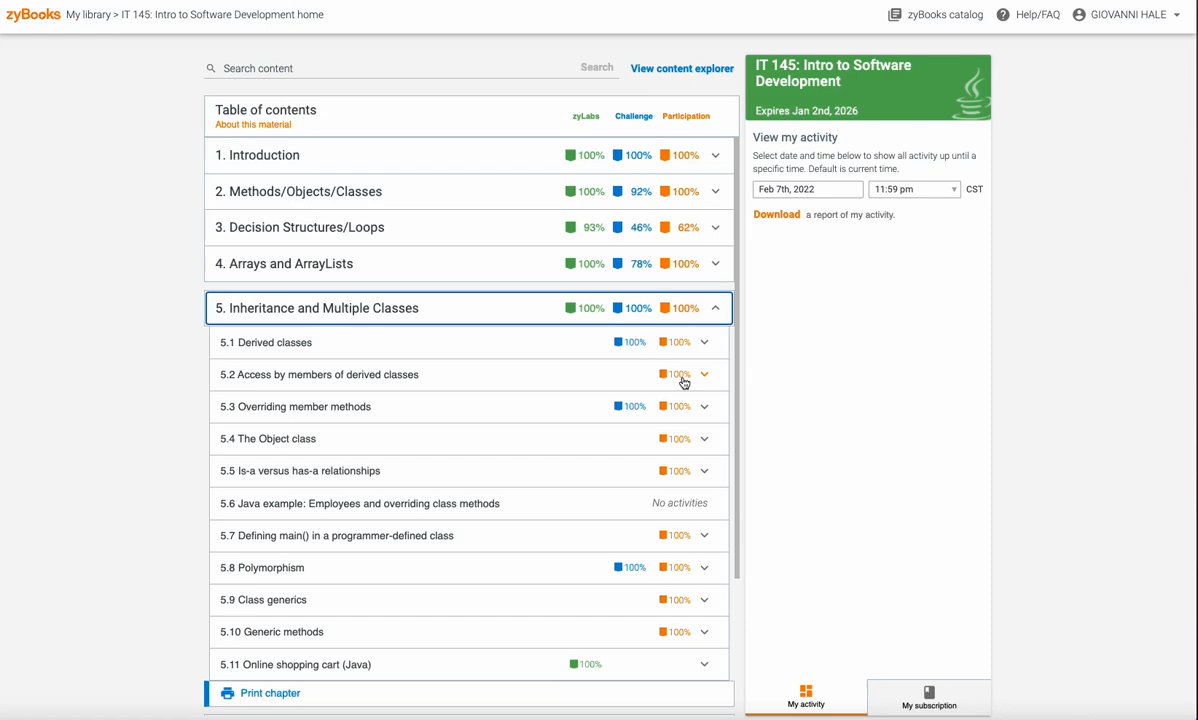 zyBooks My library > IT 145: Intro to Software Development home
zyBooks catalog
Help/FAQ
GIOVANNI HALE
Search content
Search
View content explorer
Table of contents
About this material
zyLabs Challenge Participation
1. Introduction 100% 100% 100%
2. Methods/Objects/Classes 100% 92% 100%
3. Decision Structures/Loops 93% 46% 62%
4. Arrays and ArrayLists 100% 78% 100%
5. Inheritance and Multiple Classes 100% 100% 100%
5.1 Derived classes 100% 100%
5.2 Access by members of derived classes 100%
5.3 Overriding member methods 100% 100%
5.4 The Object class 100%
5.5 Is-a versus has-a relationships 100%
5.6 Java example: Employees and overriding class methods No activities
5.7 Defining main() in a programmer-defined class 100%
5.8 Polymorphism 100% 100%
5.9 Class generics 100%
5.10 Generic methods 100%
5.11 Online shopping cart (Java) 100%
Print chapter
IT 145: Intro to Software
Development
Expires Jan 2nd, 2026
View my activity
Select date and time below to show all activity up until a
specific time. Default is current time.
Feb 7th, 2022 11:59 pm CST
Download a report of my activity.
My activity
My subscription